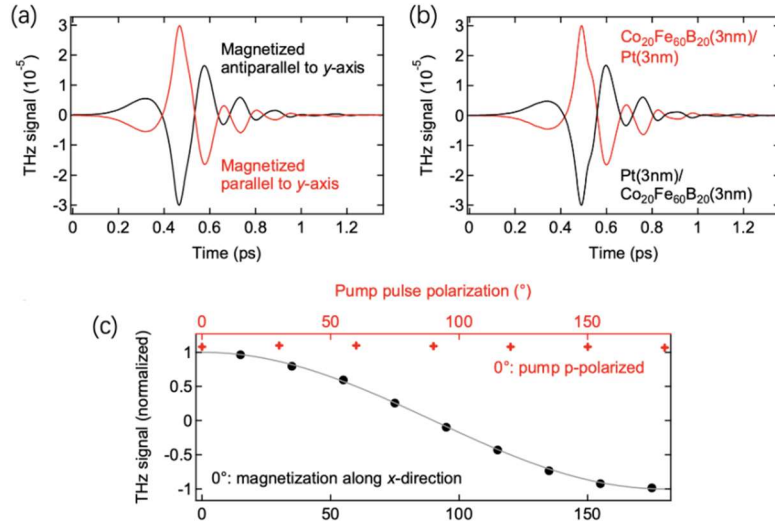 (a)
THz signal (10⁻⁵)
3
2
1
0
-1
-2
-3
Magnetized
antiparallel to y-axis
Magnetized
parallel to y-axis
0
0.2
0.4
0.6
0.8
1
1.2
Time (ps)
(b)
THz signal (10⁻⁵)
3
2
1
0
-1
-2
-3
Co₂₀Fe₆₀B₂₀(3nm)/
Pt(3nm)
Pt(3nm)/
Co₂₀Fe₆₀B₂₀(3nm)
0
0.2
0.4
0.6
0.8
1
1.2
Time (ps)
(c)
Pump pulse polarization (°)
0
50
100
150
THz signal (normalized)
1
0.5
0
-0.5
-1
0°: pump p-polarized
0°: magnetization along x-direction
0
50
100
150